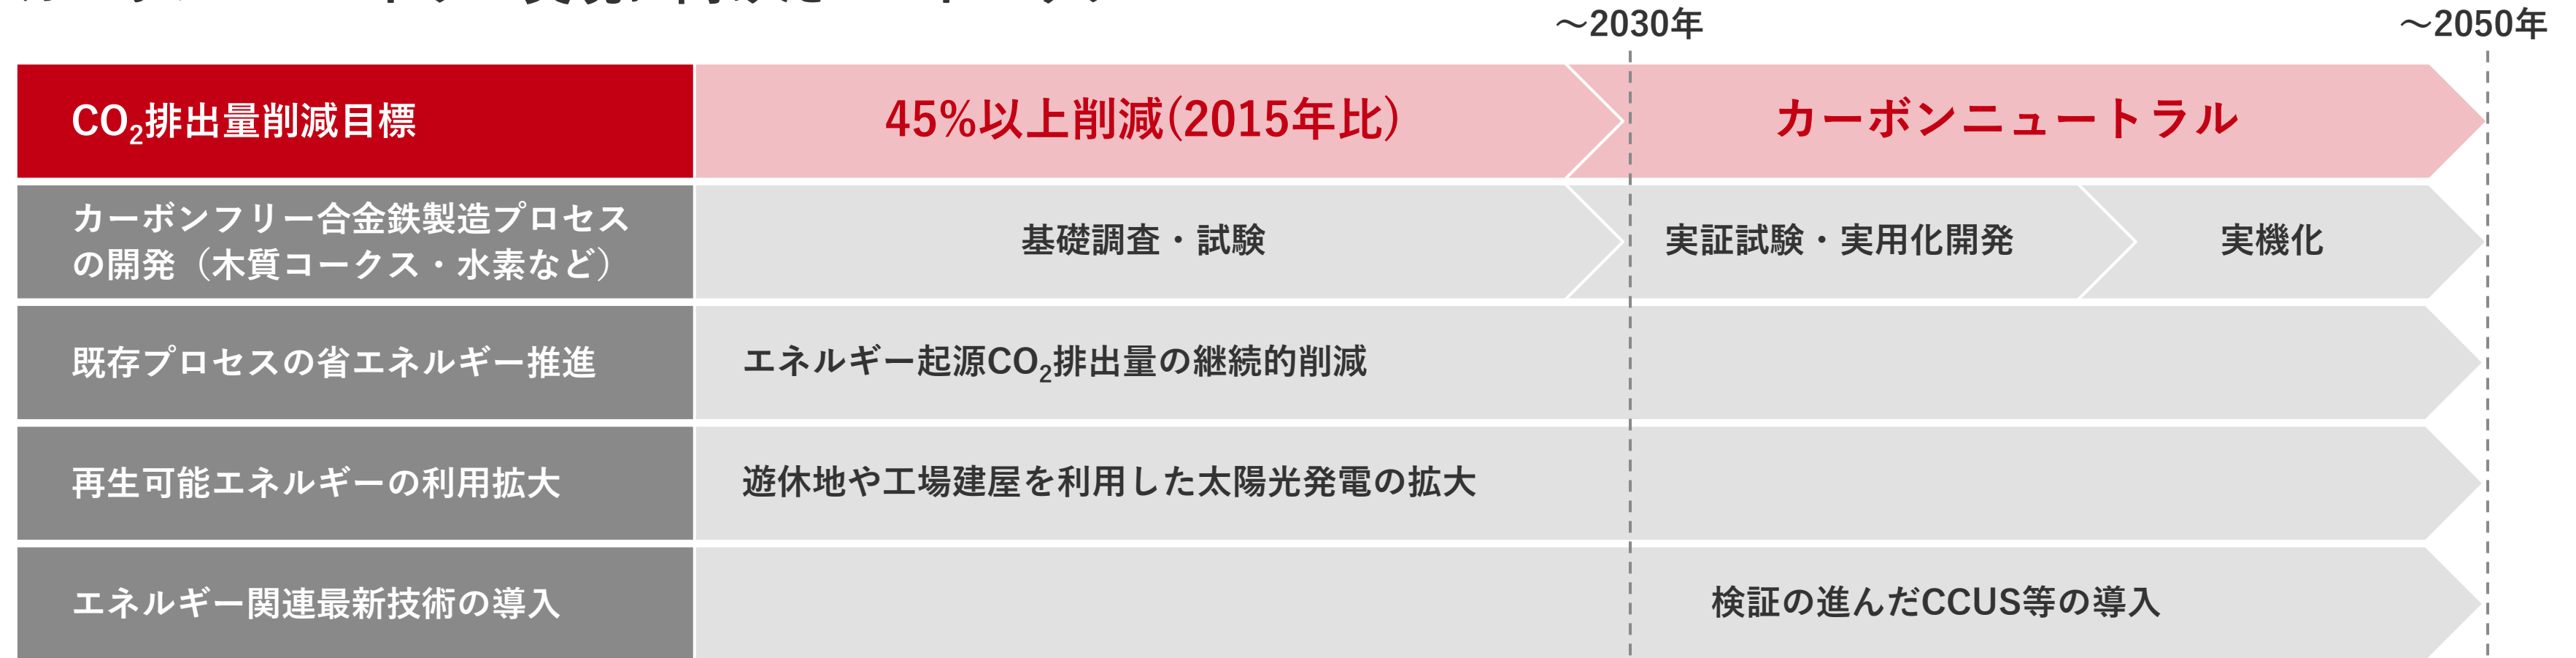 ～2030年
～2050年
CO₂排出量削減目標
45%以上削減(2015年比)
カーボンニュートラル
カーボンフリー合金鉄製造プロセス
の開発（木質コークス・水素など）
基礎調査・試験
実証試験・実用化開発
実機化
既存プロセスの省エネルギー推進
エネルギー起源CO₂排出量の継続的削減
再生可能エネルギーの利用拡大
遊休地や工場建屋を利用した太陽光発電の拡大
エネルギー関連最新技術の導入
検証の進んだCCUS等の導入